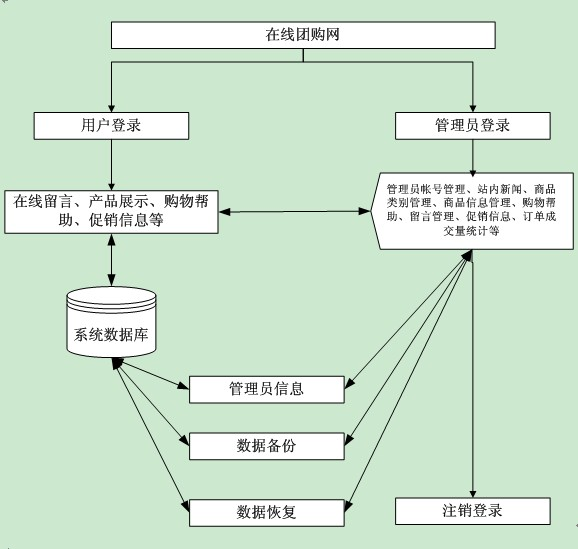 在线团购网
用户登录
管理员登录
在线留言、产品展示、购物帮
助、促销信息等
管理员帐号管理、站内新闻、商品
类别管理、商品信息管理、购物帮
助、留言管理、促销信息、订单成
交量统计等
系统数据库
管理员信息
数据备份
数据恢复
注销登录